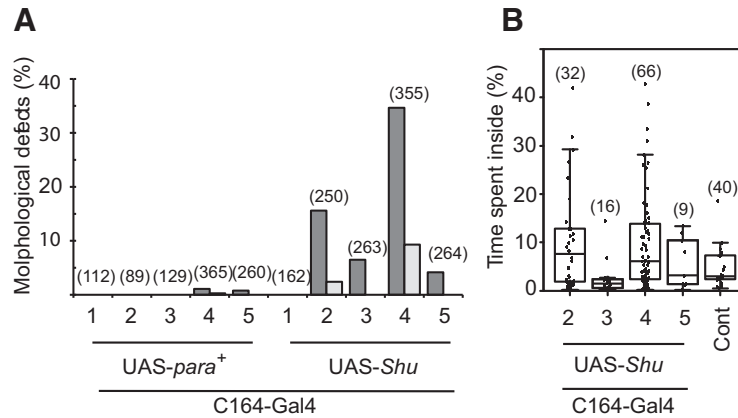 A
Molphological defects (%)
40
30
20
10
(112) (89) (129) (365) (260) (162) (250) (263) (355) (264)
1 2 3 4 5 1 2 3 4 5
UAS-para+ UAS-Shu
C164-Gal4
B
Time spent inside (%)
40
30
20
10
0
(32) (16) (66) (9) (40)
2 3 4 5 Cont
UAS-Shu
C164-Gal4